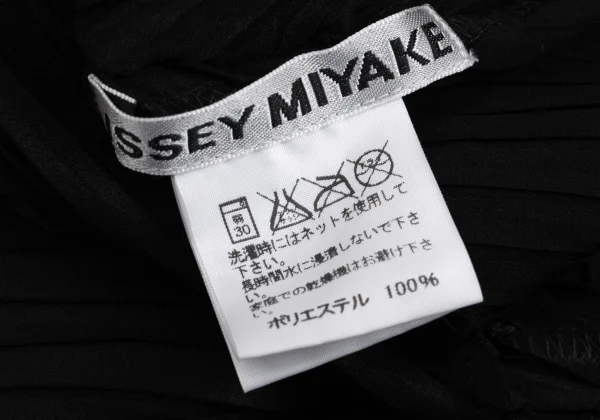 ISSEY MIYAKE
弱
30
洗濯時にはネットを使用して
下さい。
長時間水に浸漬しないで下さ
い。
家庭での乾燥機はお避け下さ
い。
ポリエステル 100%